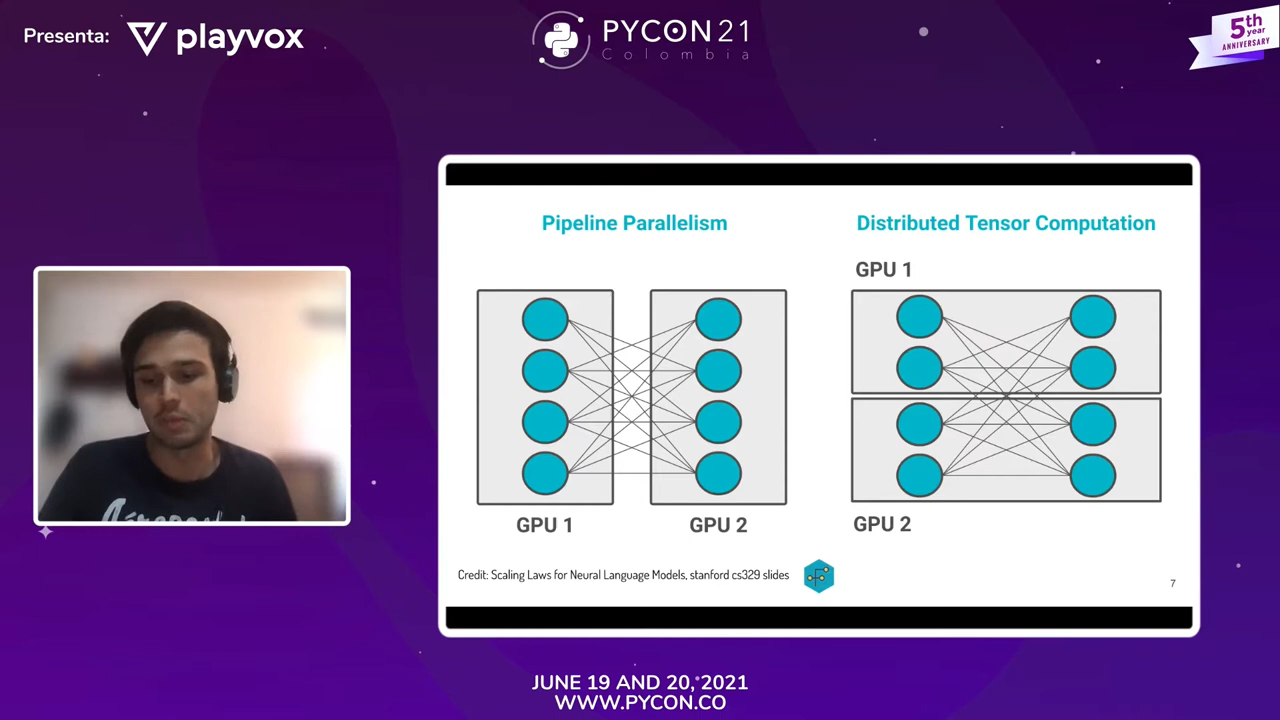 Presenta:
playvox
PYCON 21
Colombia
5th
year
ANNIVERSARY
Pipeline Parallelism
Distributed Tensor Computation
GPU 1
GPU 1
GPU 2
GPU 2
Credit: Scaling Laws for Neural Language Models, stanford cs329 slides
7
JUNE 19 AND 20, 2021
WWW.PYCON.CO